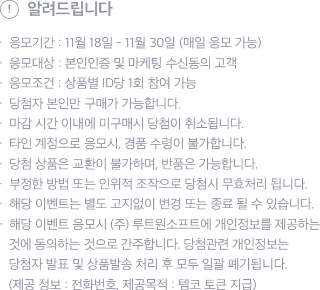 ! 알려드립니다
- 응모기간 : 11월 18일 - 11월 30일 (매일 응모 가능)
- 응모대상 : 본인인증 및 마케팅 수신동의 고객
- 응모조건 : 상품별 ID당 1회 참여 가능
- 당첨자 본인만 구매가 가능합니다.
- 마감 시간 이내에 미구매시 당첨이 취소됩니다.
- 타인 계정으로 응모시, 경품 수령이 불가합니다.
- 당첨 상품은 교환이 불가하며, 반품은 가능합니다.
- 부정한 방법 또는 인위적 조작으로 당첨시 무효처리 됩니다.
- 해당 이벤트는 별도 고지없이 변경 또는 종료 될 수 있습니다.
- 해당 이벤트 응모시 (주) 루트원소프트에 개인정보를 제공하는
것에 동의하는 것으로 간주합니다. 당첨관련 개인정보는
당첨자 발표 및 상품발송 처리 후 모두 일괄 폐기됩니다.
(제공 정보 : 전화번호, 제공목적 : 템코 토큰 지급)